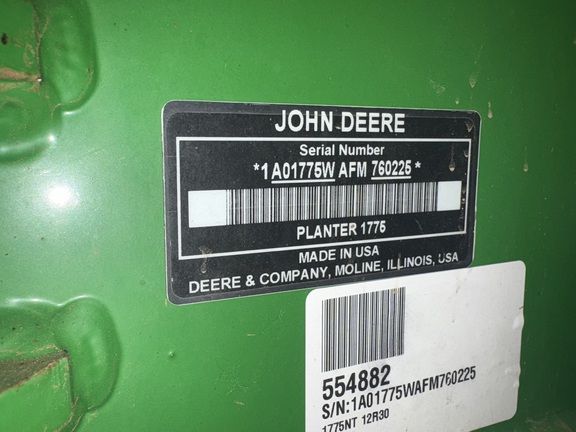 JOHN DEERE
Serial Number
*1A01775W AFM 760225*
PLANTER 1775
MADE IN USA
DEERE & COMPANY, MOLINE, ILLINOIS, USA
554882
S/N:1A01775WAFM760225
1775NT 12R30